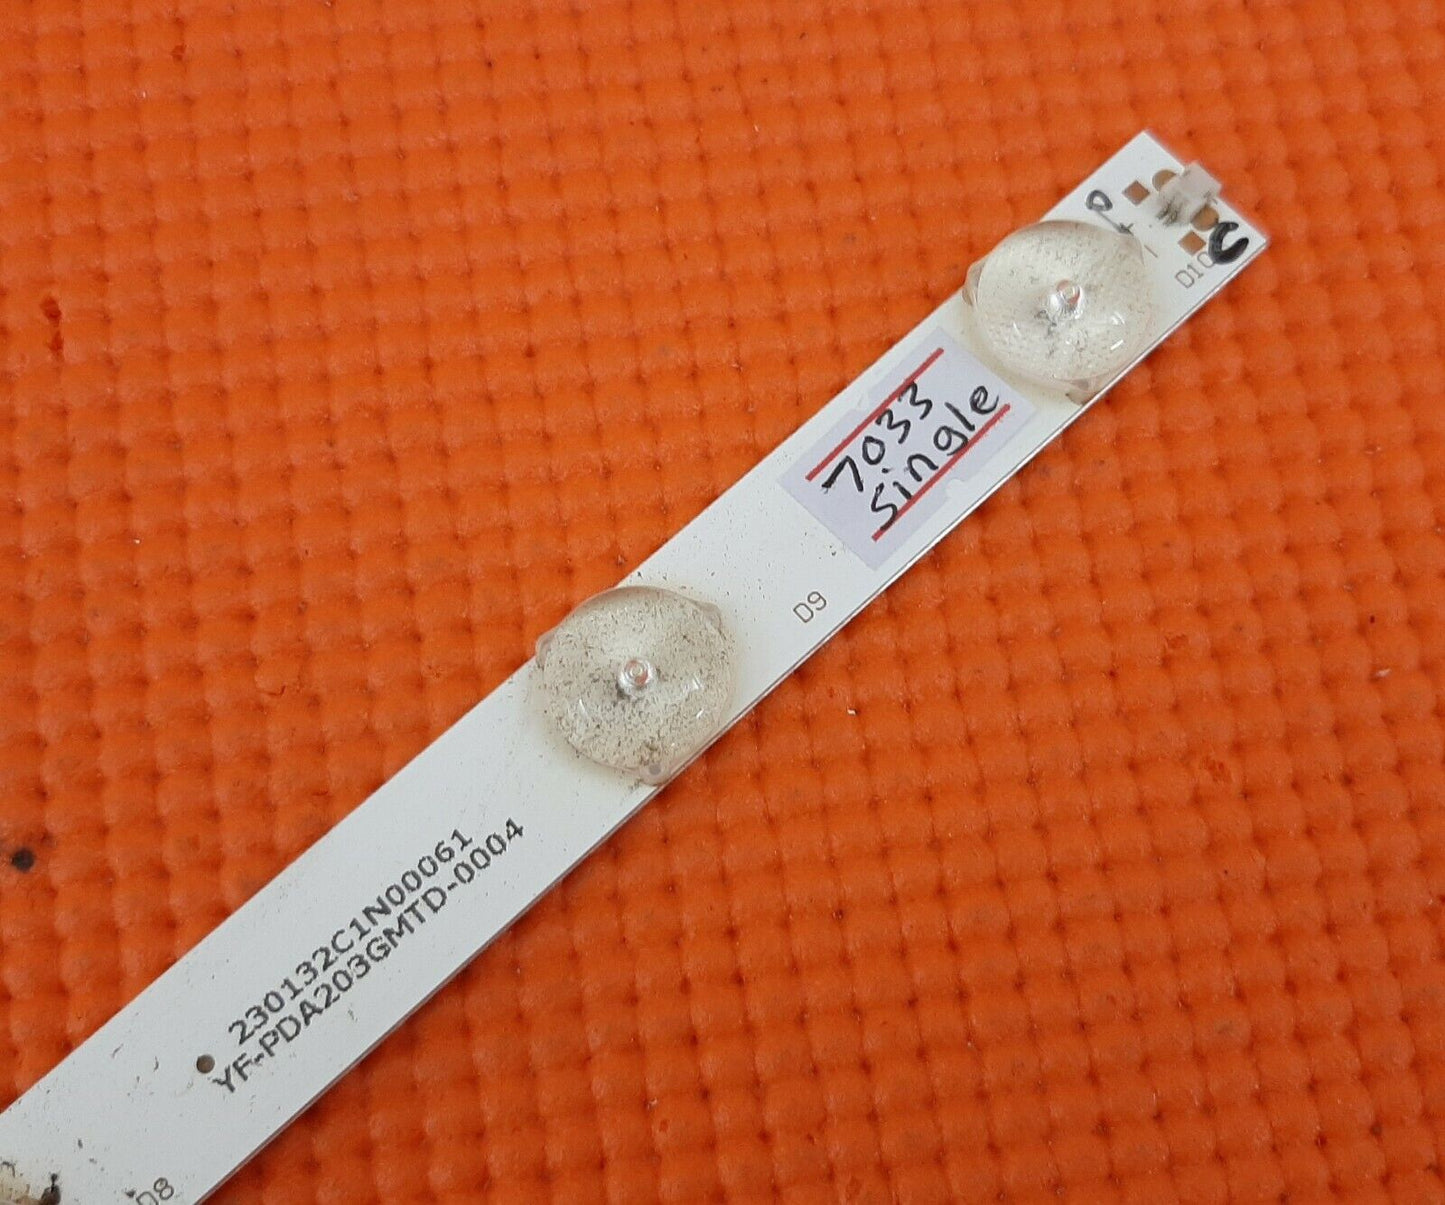 7033
single
D10
D9
230132C1N00061
YF-PDA203GMTD-0004
D8